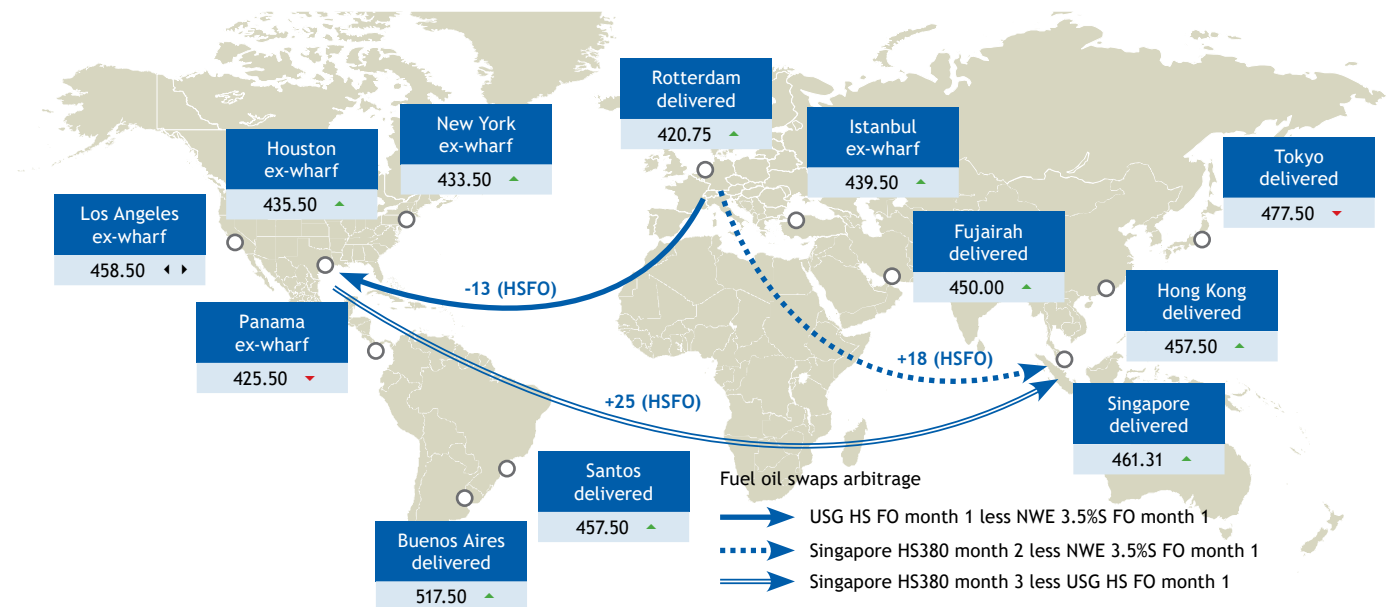 Rotterdam
delivered
420.75
New York
ex-wharf
433.50
Istanbul
ex-wharf
439.50
Houston
ex-wharf
435.50
Tokyo
delivered
477.50
Los Angeles
ex-wharf
458.50
Fujairah
delivered
450.00
Hong Kong
delivered
457.50
-13 (HSFO)
Panama
ex-wharf
425.50
+18 (HSFO)
+25 (HSFO)
Singapore
delivered
461.31
Santos
delivered
457.50
Buenos Aires
delivered
517.50
Fuel oil swaps arbitrage
USG HS FO month 1 less NWE 3.5%S FO month 1
Singapore HS380 month 2 less NWE 3.5%S FO month 1
Singapore HS380 month 3 less USG HS FO month 1